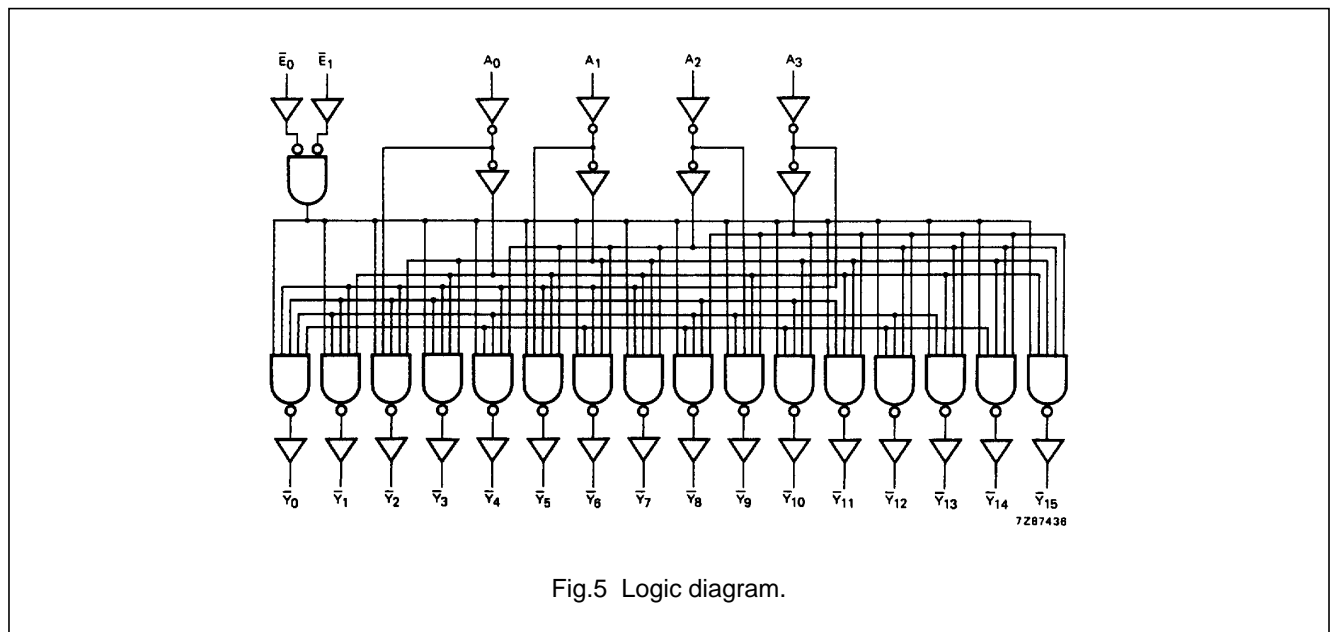 Ē0 Ē1 A0 A1 A2 A3
Ȳ0 Ȳ1 Ȳ2 Ȳ3 Ȳ4 Ȳ5 Ȳ6 Ȳ7 Ȳ8 Ȳ9 Ȳ10 Ȳ11 Ȳ12 Ȳ13 Ȳ14 Ȳ15
7Z87438
Fig.5 Logic diagram.